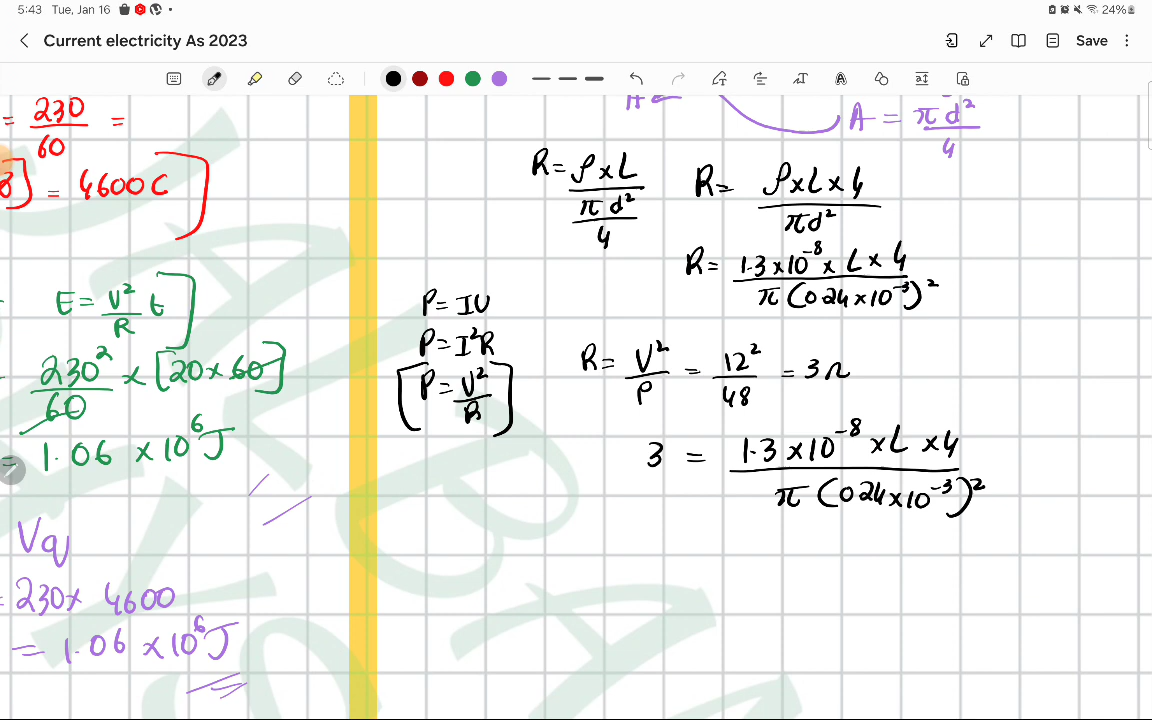 5:43 Tue, Jan 16
24%
Current electricity As 2023
Save
= 230/60 =
] = 4600 C
E = V²/R t
230²/60 × [20 × 60]
= 1.06 × 10⁶ J
Vq
= 230 × 4600
= 1.06 × 10⁶ J
A = πd²/4
R = ρ×L / (πd²/4)
R = ρ×L×4 / πd²
R = 1.3×10⁻⁸ × L × 4 / π(0.24×10⁻³)²
P = IV
P = I²R
[P = V²/R]
R = V²/P = 12²/48 = 3Ω
3 = 1.3×10⁻⁸ × L × 4 / π(0.24×10⁻³)²